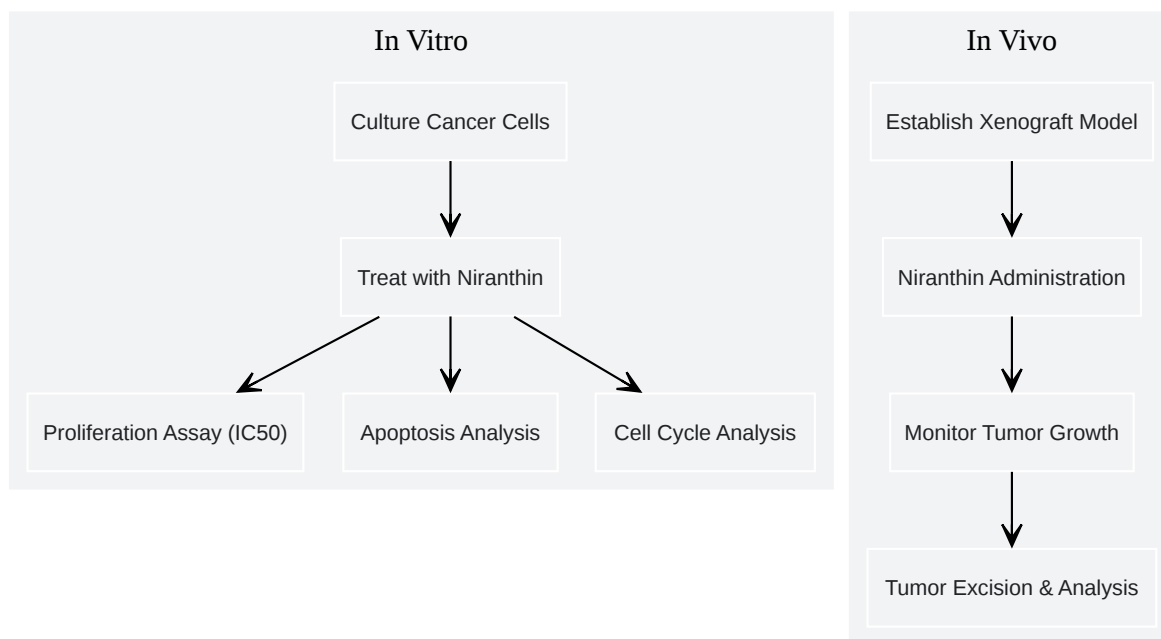 In Vitro
Culture Cancer Cells
Treat with Niranthin
Proliferation Assay (IC50)
Apoptosis Analysis
Cell Cycle Analysis
In Vivo
Establish Xenograft Model
Niranthin Administration
Monitor Tumor Growth
Tumor Excision & Analysis